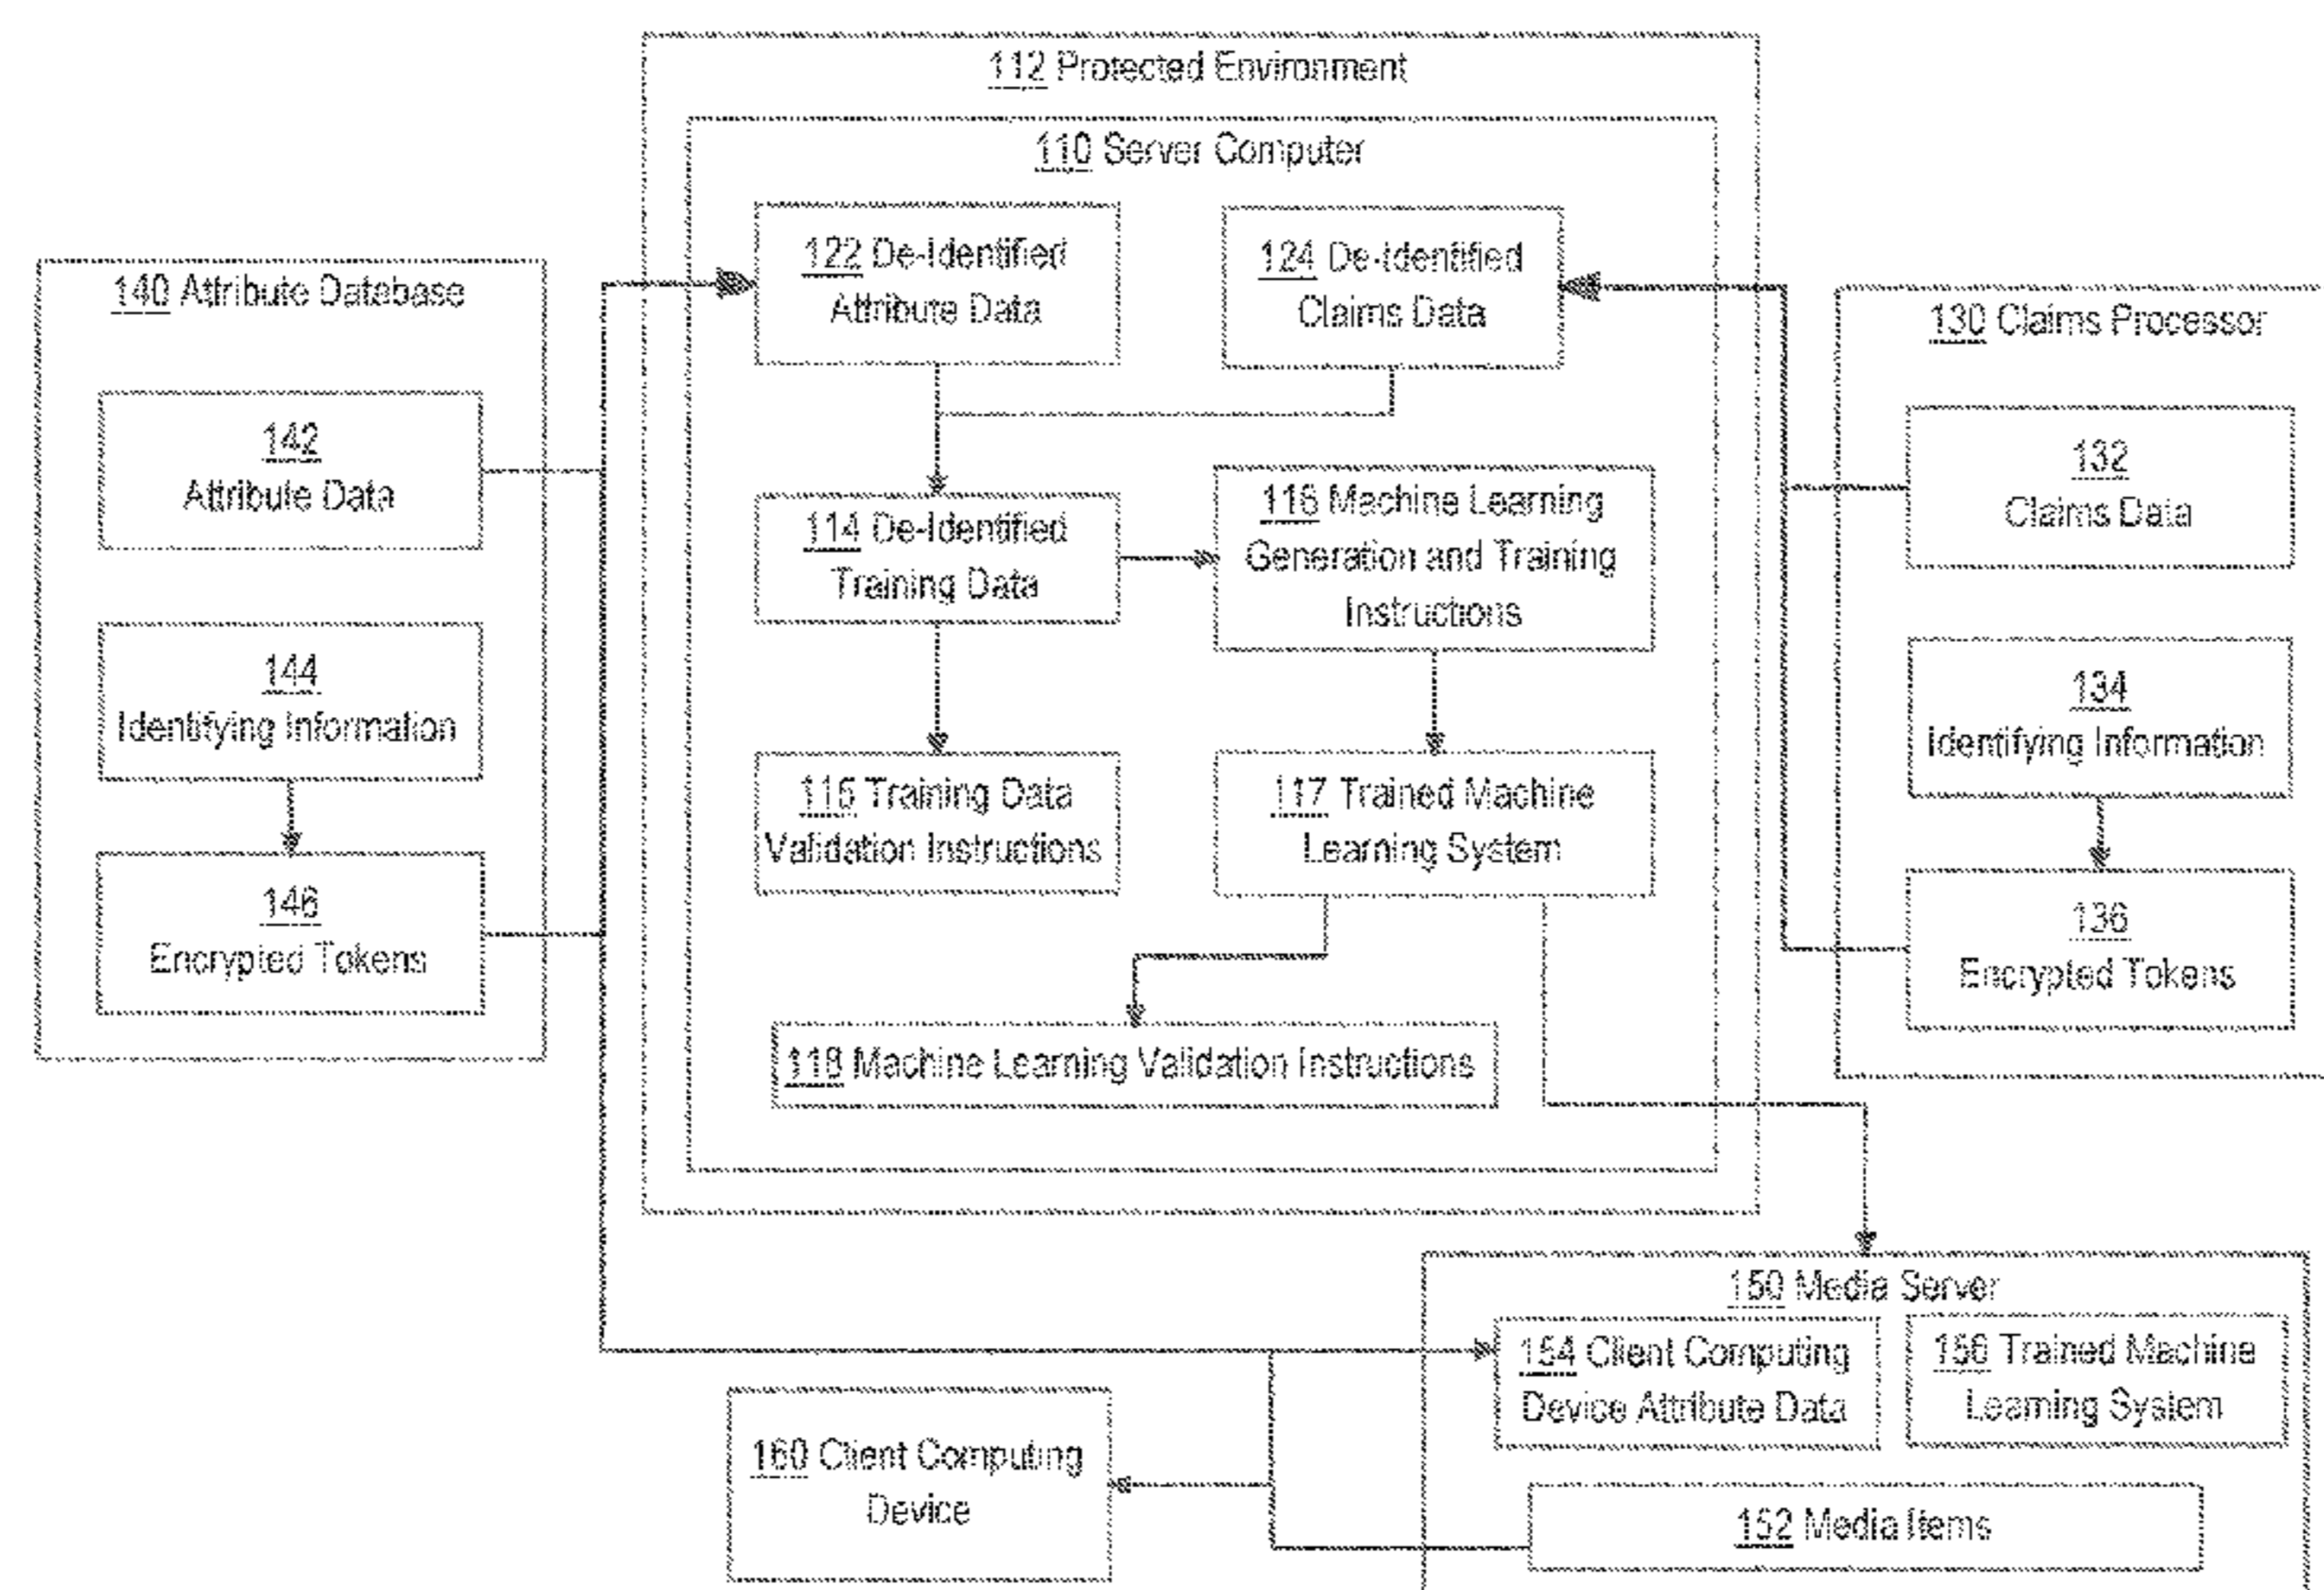 112 Protected Environment
110 Server Computer
140 Attribute Database
142
Attribute Data
144
Identifying Information
146
Encrypted Tokens
122 De-Identified
Attribute Data
124 De-Identified
Claims Data
114 De-Identified
Training Data
116 Machine Learning
Generation and Training
Instructions
115 Training Data
Validation Instructions
117 Trained Machine
Learning System
118 Machine Learning Validation Instructions
130 Claims Processor
132
Claims Data
134
Identifying Information
136
Encrypted Tokens
150 Media Server
154 Client Computing
Device Attribute Data
156 Trained Machine
Learning System
160 Client Computing
Device
152 Media Items